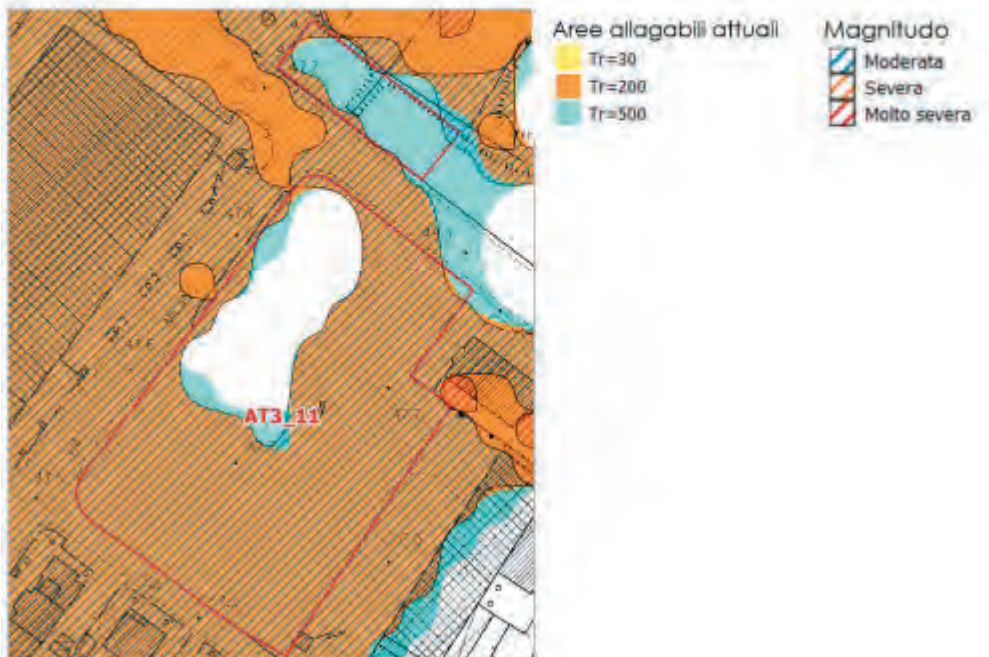 Aree allagabili attuali
Tr=30
Tr=200
Tr=500
Magnitudo
Moderata
Severa
Molto severa
AT3_11